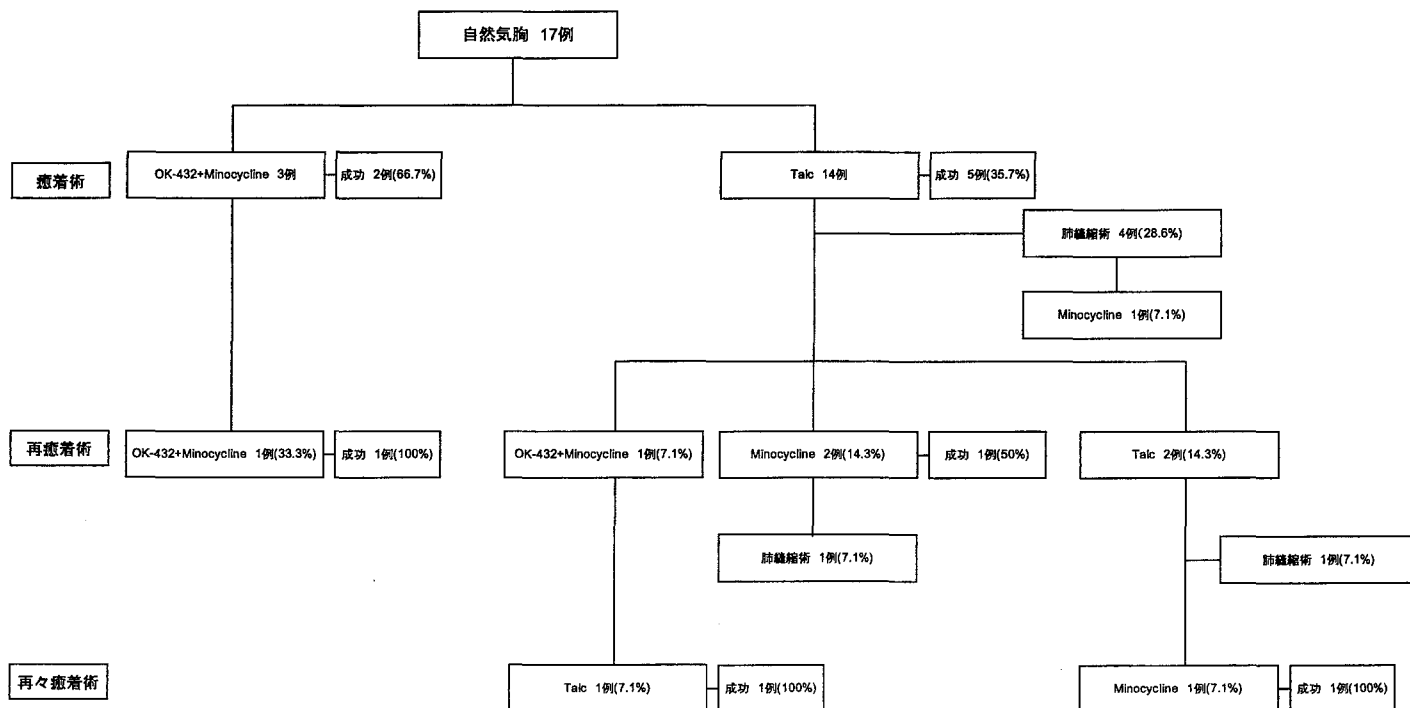 自然気胸 17例
癒着術
OK-432+Minocycline 3例
成功 2例(66.7%)
Talc 14例
成功 5例(35.7%)
肺縫縮術 4例(28.6%)
Minocycline 1例(7.1%)
再癒着術
OK-432+Minocycline 1例(33.3%)
成功 1例(100%)
OK-432+Minocycline 1例(7.1%)
Minocycline 2例(14.3%)
成功 1例(50%)
Talc 2例(14.3%)
肺縫縮術 1例(7.1%)
肺縫縮術 1例(7.1%)
再々癒着術
Talc 1例(7.1%)
成功 1例(100%)
Minocycline 1例(7.1%)
成功 1例(100%)